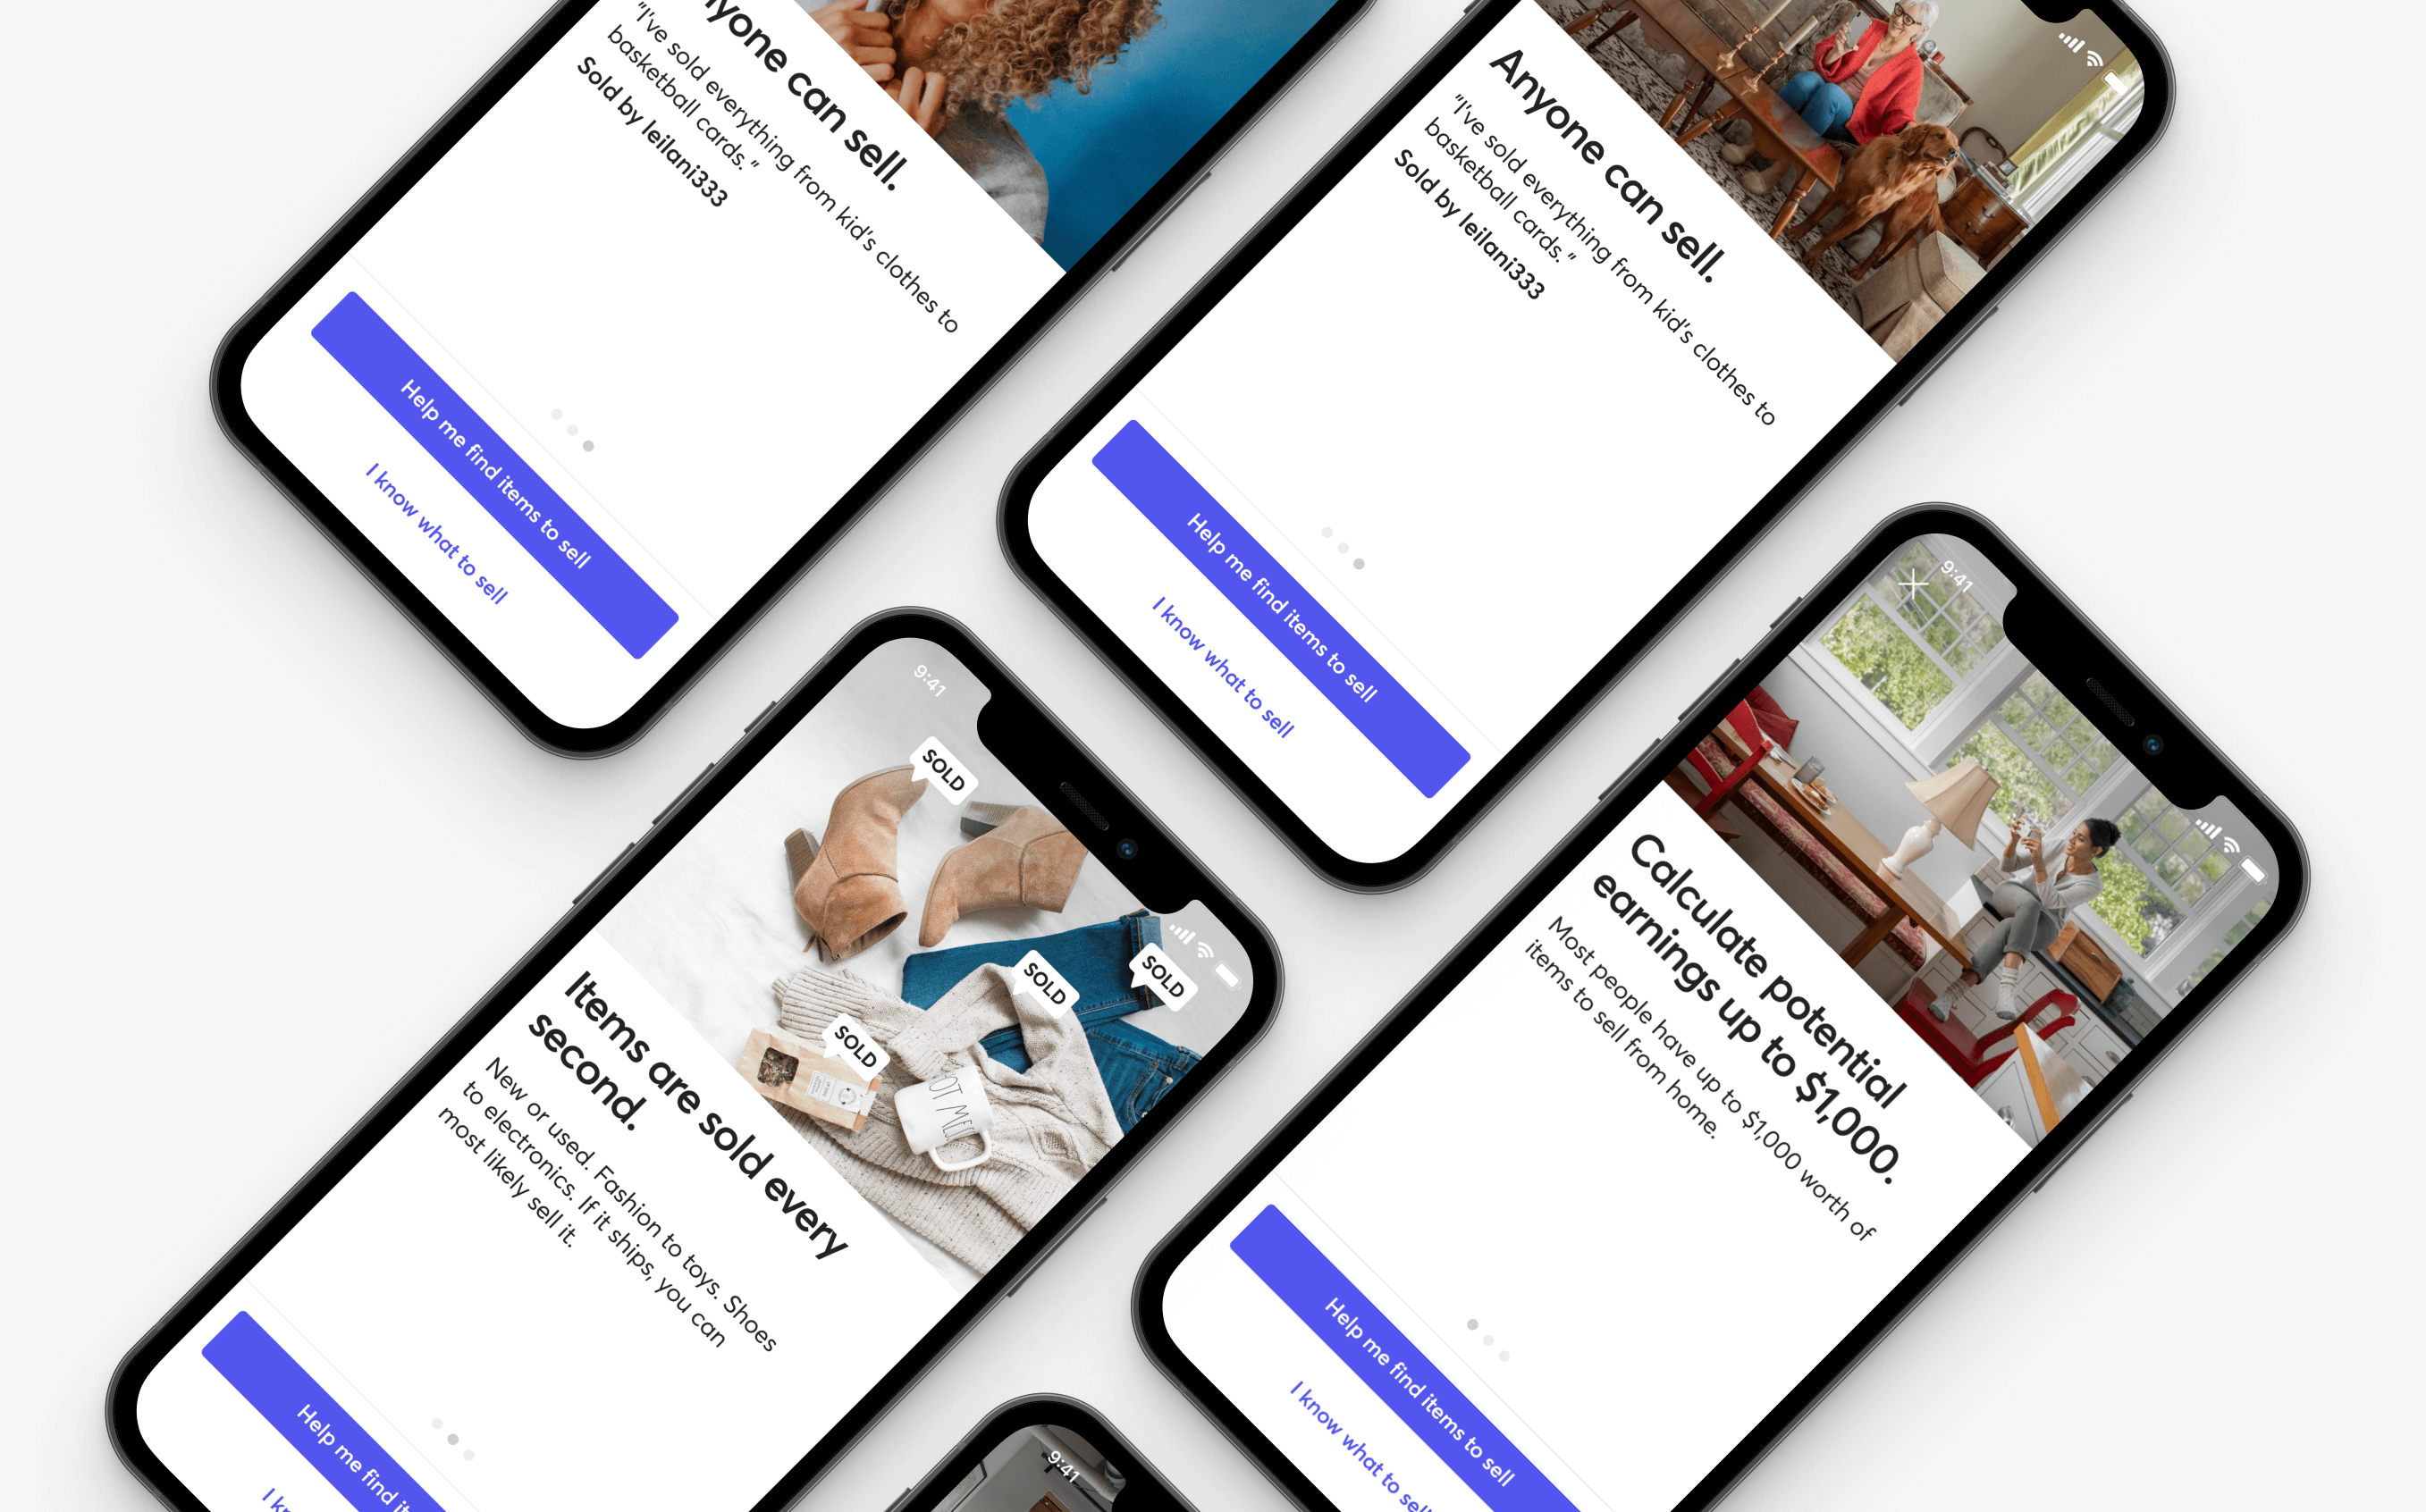 yone can sell.
"I've sold everything from kid's clothes to
basketball cards."
Sold by leilani333
Help me find items to sell
I know what to sell
Anyone can sell.
"I've sold everything from kid's clothes to
basketball cards."
Sold by leilani333
Help me find items to sell
I know what to sell
9:41
SOLD
SOLD
SOLD
SOLD
OT ME
Items are sold every
second.
New or used. Fashion to toys. Shoes
to electronics. If it ships, you can
most likely sell it.
Help me find it
I kn
9:41
Calculate potential
earnings up to $1,000.
Most people have up to $1,000 worth of
items to sell from home.
Help me find items to sell
I know what to sell
9:41